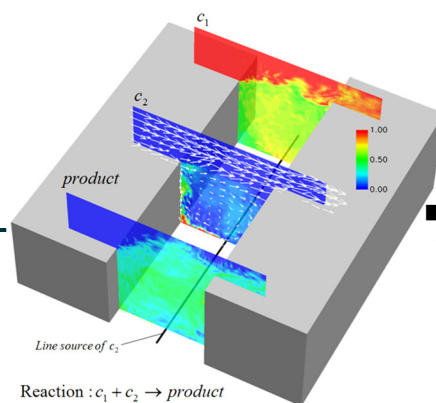 c₁
c₂
product
1.00
0.50
0.00
Line source of c₂
Reaction : c₁ + c₂ → product